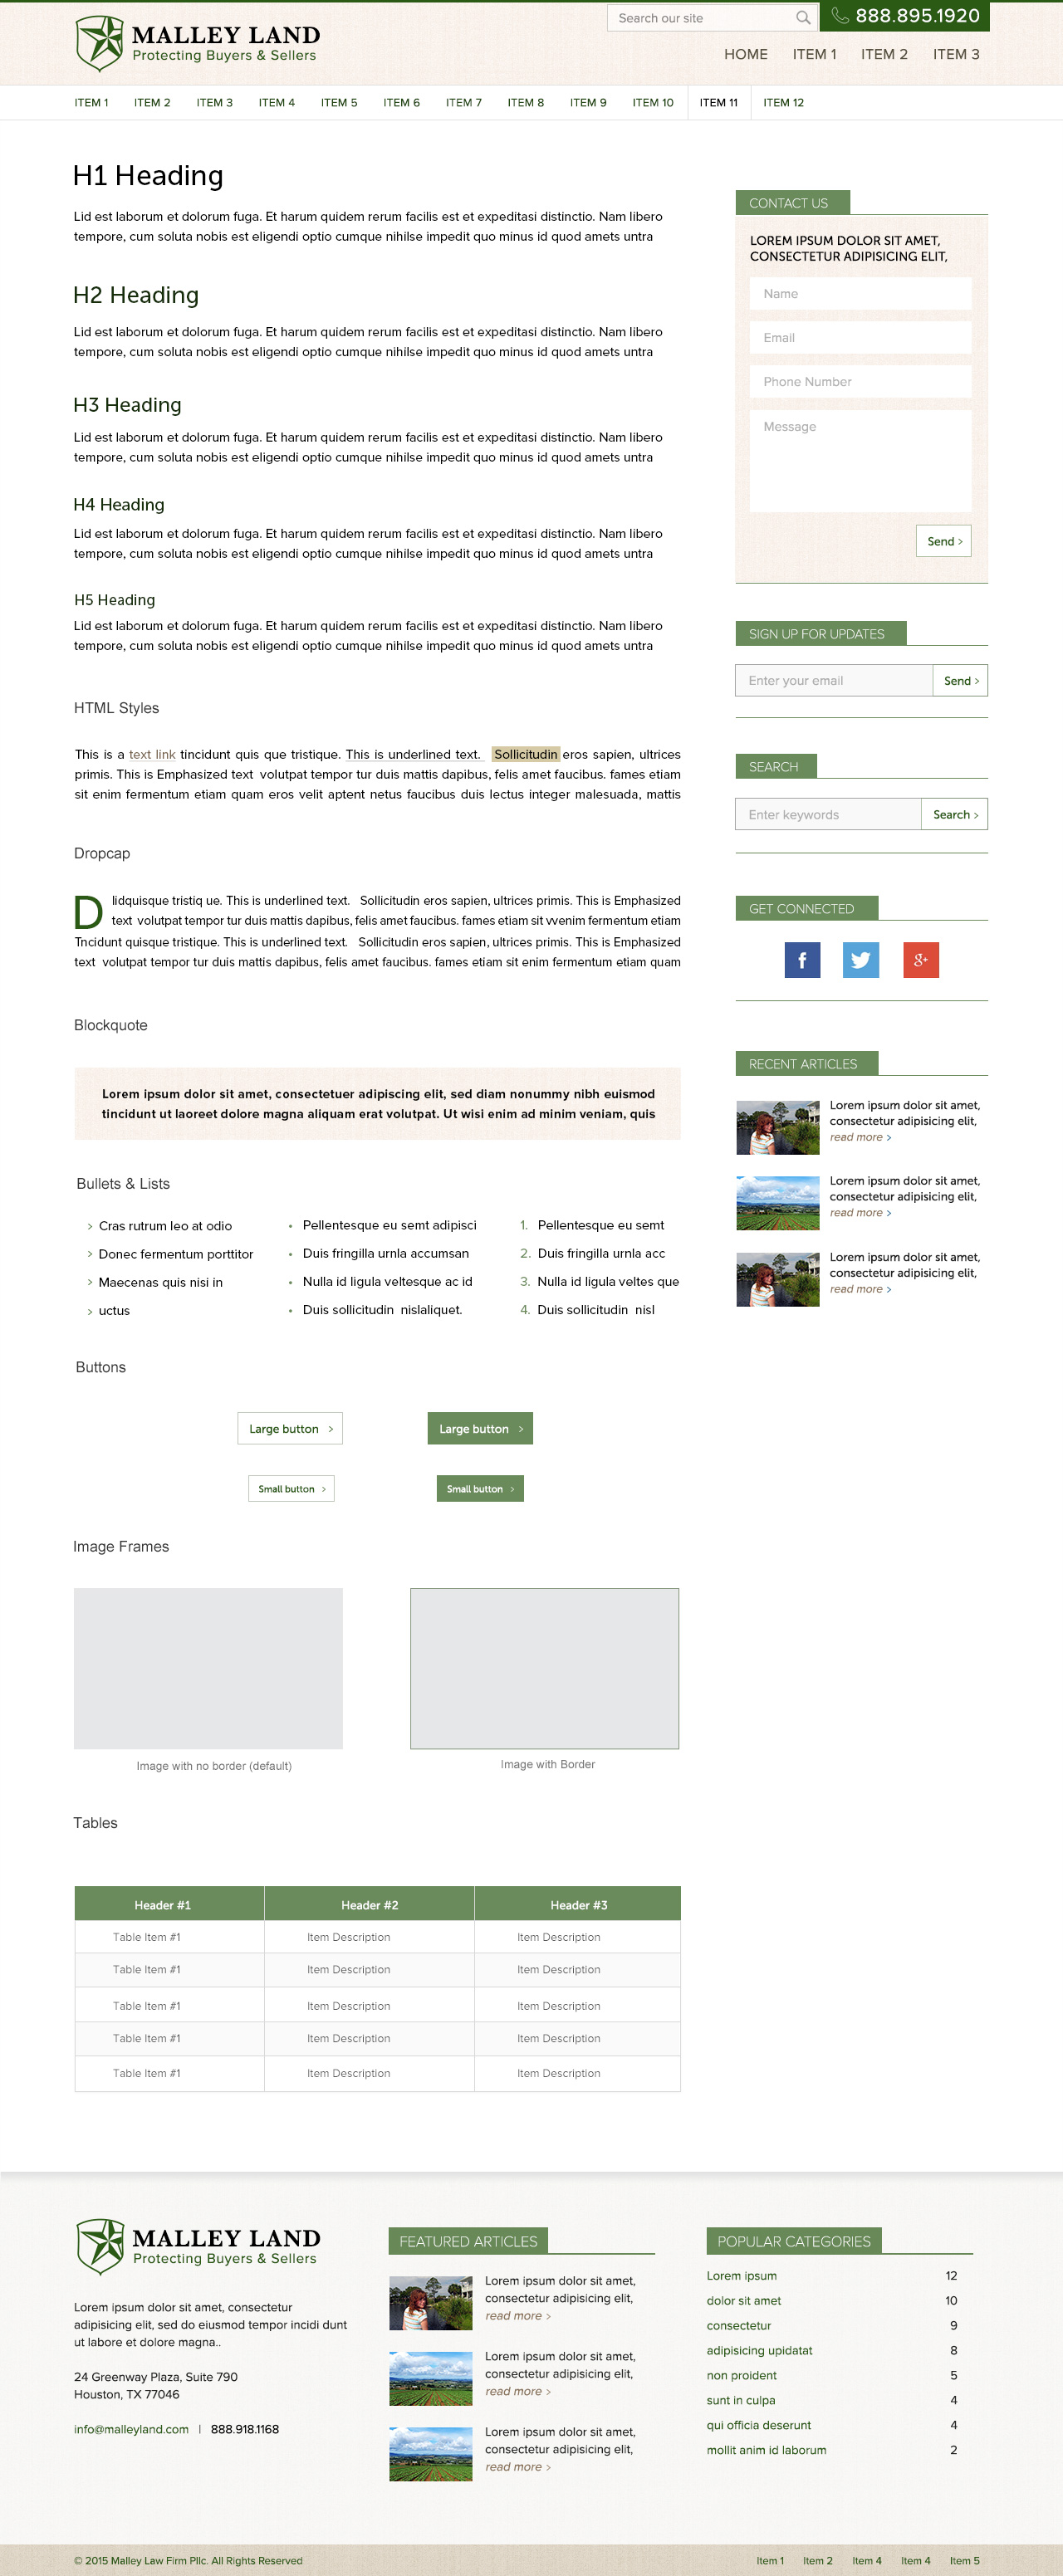 MALLEY LAND
Protecting Buyers & Sellers
Search our site
888.895.1920
HOME ITEM 1 ITEM 2 ITEM 3
ITEM 1 ITEM 2 ITEM 3 ITEM 4 ITEM 5 ITEM 6 ITEM 7 ITEM 8 ITEM 9 ITEM 10 ITEM 11 ITEM 12
H1 Heading
Lid est laborum et dolorum fuga. Et harum quidem rerum facilis est et expeditasi distinctio. Nam libero
tempore, cum soluta nobis est eligendi optio cumque nihilse impedit quo minus id quod amets untra
H2 Heading
Lid est laborum et dolorum fuga. Et harum quidem rerum facilis est et expeditasi distinctio. Nam libero
tempore, cum soluta nobis est eligendi optio cumque nihilse impedit quo minus id quod amets untra
H3 Heading
Lid est laborum et dolorum fuga. Et harum quidem rerum facilis est et expeditasi distinctio. Nam libero
tempore, cum soluta nobis est eligendi optio cumque nihilse impedit quo minus id quod amets untra
H4 Heading
Lid est laborum et dolorum fuga. Et harum quidem rerum facilis est et expeditasi distinctio. Nam libero
tempore, cum soluta nobis est eligendi optio cumque nihilse impedit quo minus id quod amets untra
H5 Heading
Lid est laborum et dolorum fuga. Et harum quidem rerum facilis est et expeditasi distinctio. Nam libero
tempore, cum soluta nobis est eligendi optio cumque nihilse impedit quo minus id quod amets untra
HTML Styles
This is a text link tincidunt quis que tristique. This is underlined text. Sollicitudin eros sapien, ultrices
primis. This is Emphasized text volutpat tempor tur duis mattis dapibus, felis amet faucibus. fames etiam
sit enim fermentum etiam quam eros velit aptent netus faucibus duis lectus integer malesuada, mattis
Dropcap
D lidquisque tristiq ue. This is underlined text. Sollicitudin eros sapien, ultrices primis. This is Emphasized
text volutpat tempor tur duis mattis dapibus, felis amet faucibus. fames etiam sit vvenim fermentum etiam
Tncidunt quisque tristique. This is underlined text. Sollicitudin eros sapien, ultrices primis. This is Emphasized
text volutpat tempor tur duis mattis dapibus, felis amet faucibus. fames etiam sit enim fermentum etiam quam
Blockquote
Lorem ipsum dolor sit amet, consectetuer adipiscing elit, sed diam nonummy nibh euismod
tincidunt ut laoreet dolore magna aliquam erat volutpat. Ut wisi enim ad minim veniam, quis
Bullets & Lists
> Cras rutrum leo at odio
> Donec fermentum porttitor
> Maecenas quis nisi in
> uctus
• Pellentesque eu semt adipisci
• Duis fringilla urnla accumsan
• Nulla id ligula veltesque ac id
• Duis sollicitudin nislaliquet.
1. Pellentesque eu semt
2. Duis fringilla urnla acc
3. Nulla id ligula veltes que
4. Duis sollicitudin nisl
Buttons
Large button >
Large button >
Small button >
Small button >
Image Frames
Image with no border (default)
Image with Border
Tables
Header #1 Header #2 Header #3
Table Item #1 Item Description Item Description
Table Item #1 Item Description Item Description
Table Item #1 Item Description Item Description
Table Item #1 Item Description Item Description
Table Item #1 Item Description Item Description
CONTACT US
LOREM IPSUM DOLOR SIT AMET,
CONSECTETUR ADIPISICING ELIT,
Name
Email
Phone Number
Message
Send >
SIGN UP FOR UPDATES
Enter your email
Send >
SEARCH
Enter keywords
Search >
GET CONNECTED
f
g+
RECENT ARTICLES
Lorem ipsum dolor sit amet,
consectetur adipisicing elit,
read more >
Lorem ipsum dolor sit amet,
consectetur adipisicing elit,
read more >
Lorem ipsum dolor sit amet,
consectetur adipisicing elit,
read more >
MALLEY LAND
Protecting Buyers & Sellers
Lorem ipsum dolor sit amet, consectetur
adipisicing elit, sed do eiusmod tempor incidi dunt
ut labore et dolore magna..
24 Greenway Plaza, Suite 790
Houston, TX 77046
info@malleyland.com | 888.918.1168
FEATURED ARTICLES
Lorem ipsum dolor sit amet,
consectetur adipisicing elit,
read more >
Lorem ipsum dolor sit amet,
consectetur adipisicing elit,
read more >
Lorem ipsum dolor sit amet,
consectetur adipisicing elit,
read more >
POPULAR CATEGORIES
Lorem ipsum 12
dolor sit amet 10
consectetur 9
adipisicing upidatat 8
non proident 5
sunt in culpa 4
qui officia deserunt 4
mollit anim id laborum 2
© 2015 Malley Law Firm Pllc. All Rights Reserved
Item 1 Item 2 Item 4 Item 4 Item 5